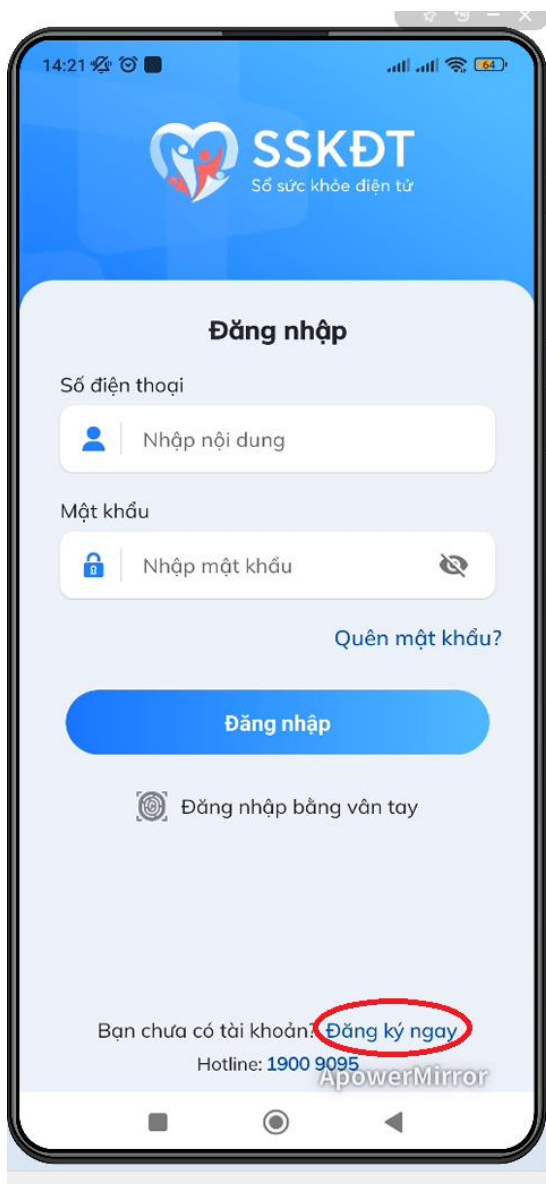 14:21
64
SSKĐT
Sổ sức khỏe điện tử
Đăng nhập
Số điện thoại
Nhập nội dung
Mật khẩu
Nhập mật khẩu
Quên mật khẩu?
Đăng nhập
Đăng nhập bằng vân tay
Bạn chưa có tài khoản? Đăng ký ngay
Hotline: 1900 9095
ApowerMirror